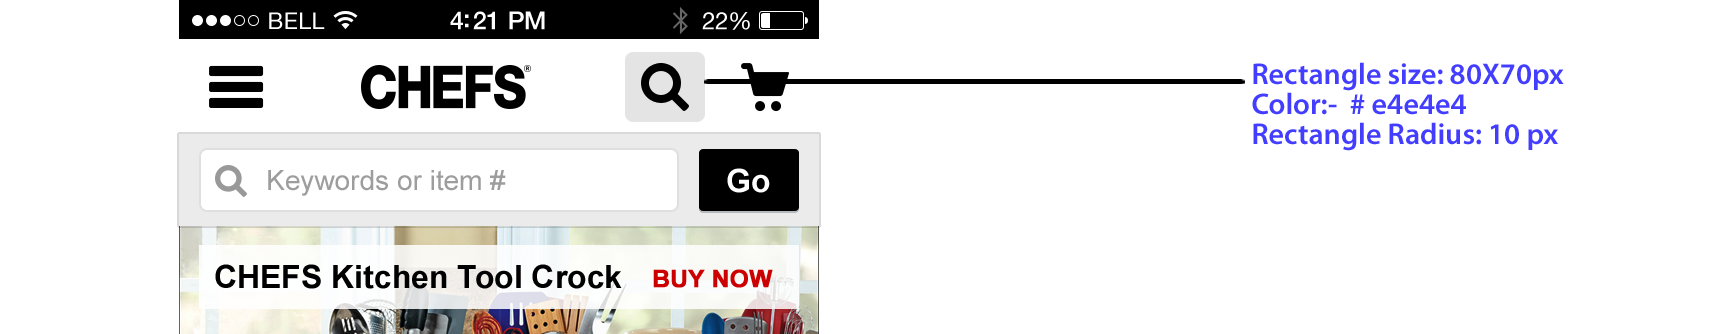 BELL 4:21 PM 22%
CHEFS®
Rectangle size: 80X70px
Color:- # e4e4e4
Rectangle Radius: 10 px
Keywords or item #
Go
CHEFS Kitchen Tool Crock BUY NOW